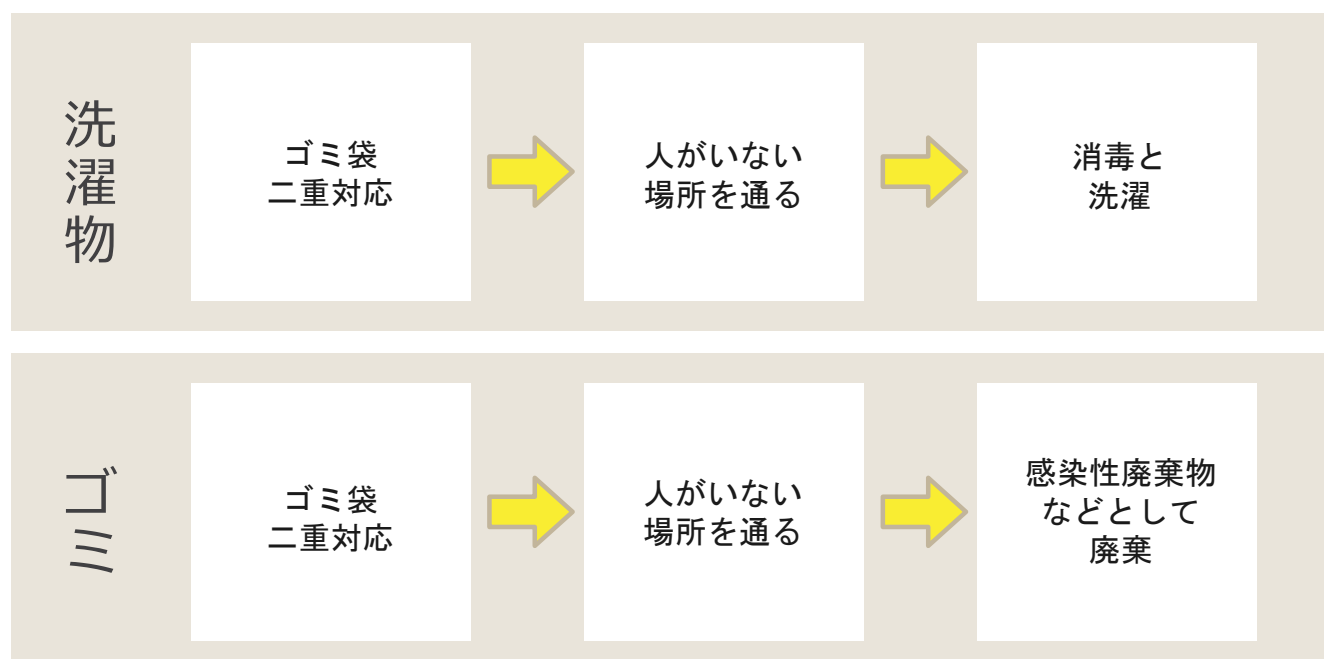 洗濯物
ゴミ袋
二重対応
人がいない
場所を通る
消毒と
洗濯
ゴミ
ゴミ袋
二重対応
人がいない
場所を通る
感染性廃棄物
などとして
廃棄